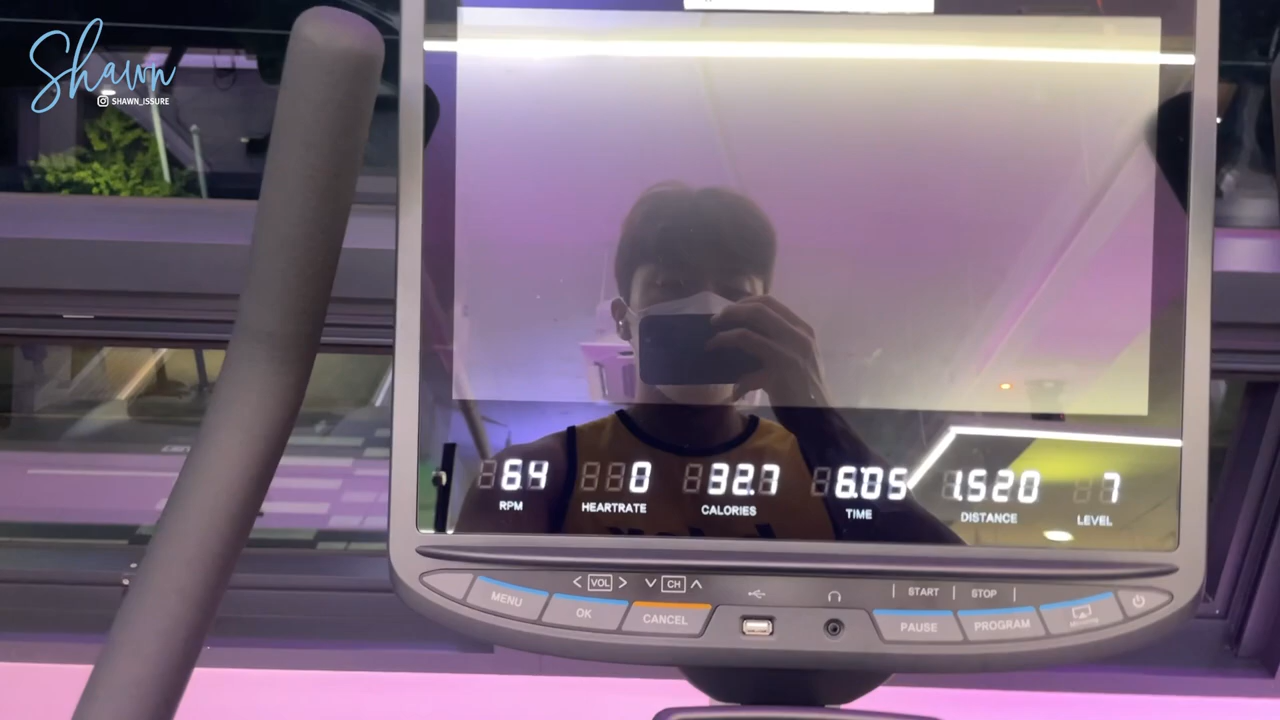 Shawn
SHAWN_ISSURE
64 0 32.7 6:05 1.520 7
RPM HEARTRATE CALORIES TIME DISTANCE LEVEL
< VOL > ∨ CH ∧
START STOP
MENU OK CANCEL PAUSE PROGRAM